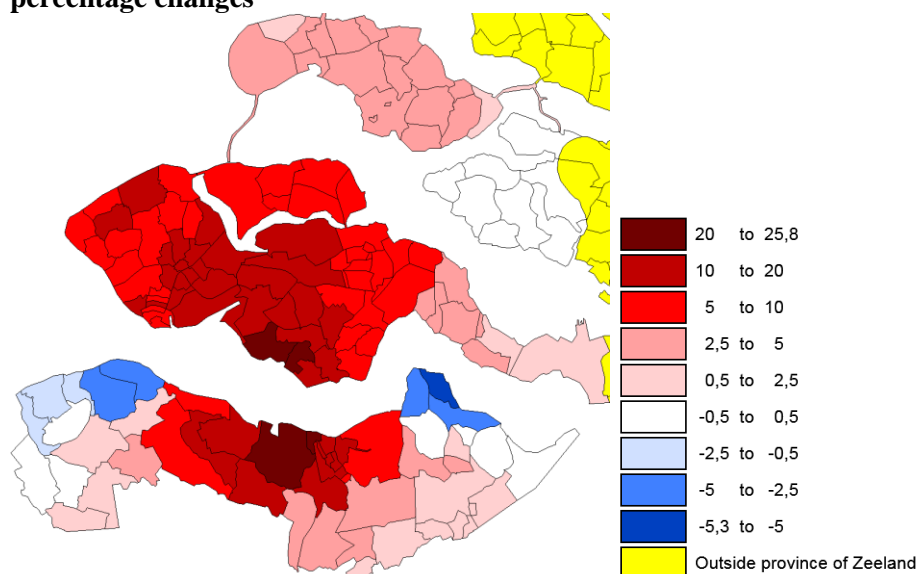 percentage changes
20 to 25,8
10 to 20
5 to 10
2,5 to 5
0,5 to 2,5
-0,5 to 0,5
-2,5 to -0,5
-5 to -2,5
-5,3 to -5
Outside province of Zeeland